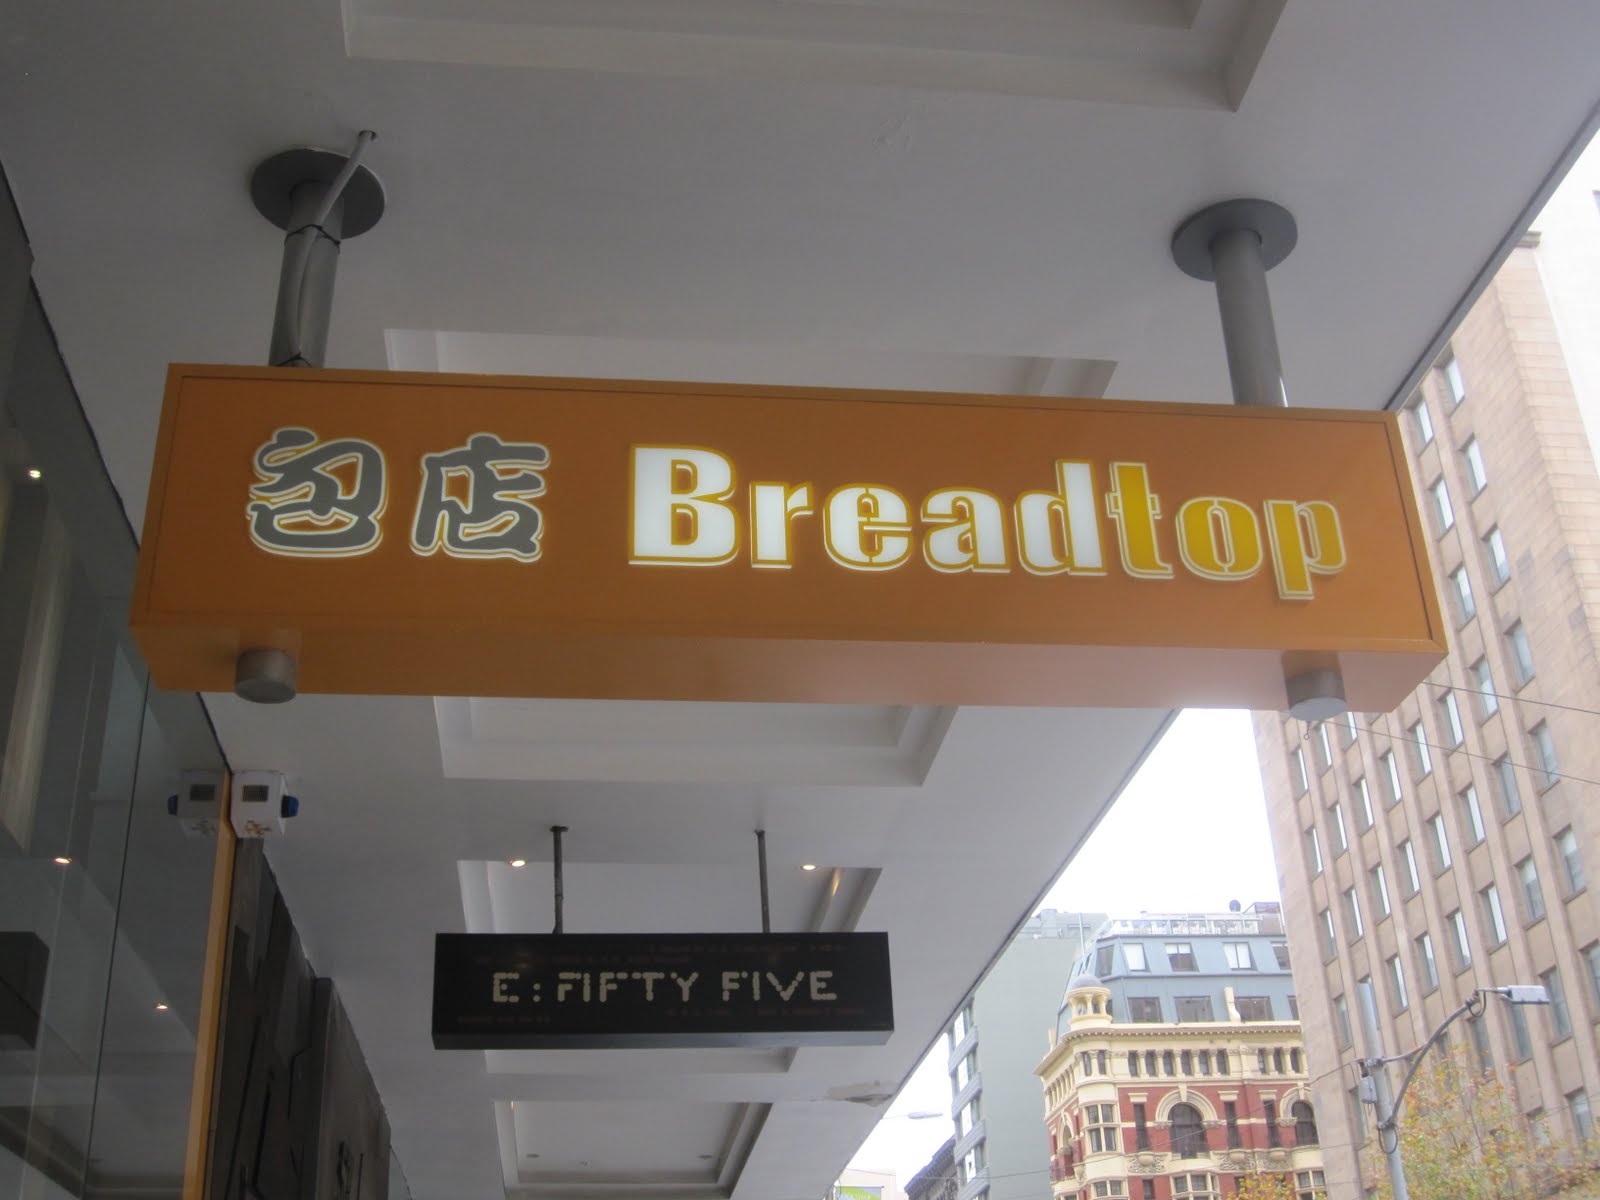 包店 Breadtop
E:FIFTY FIVE